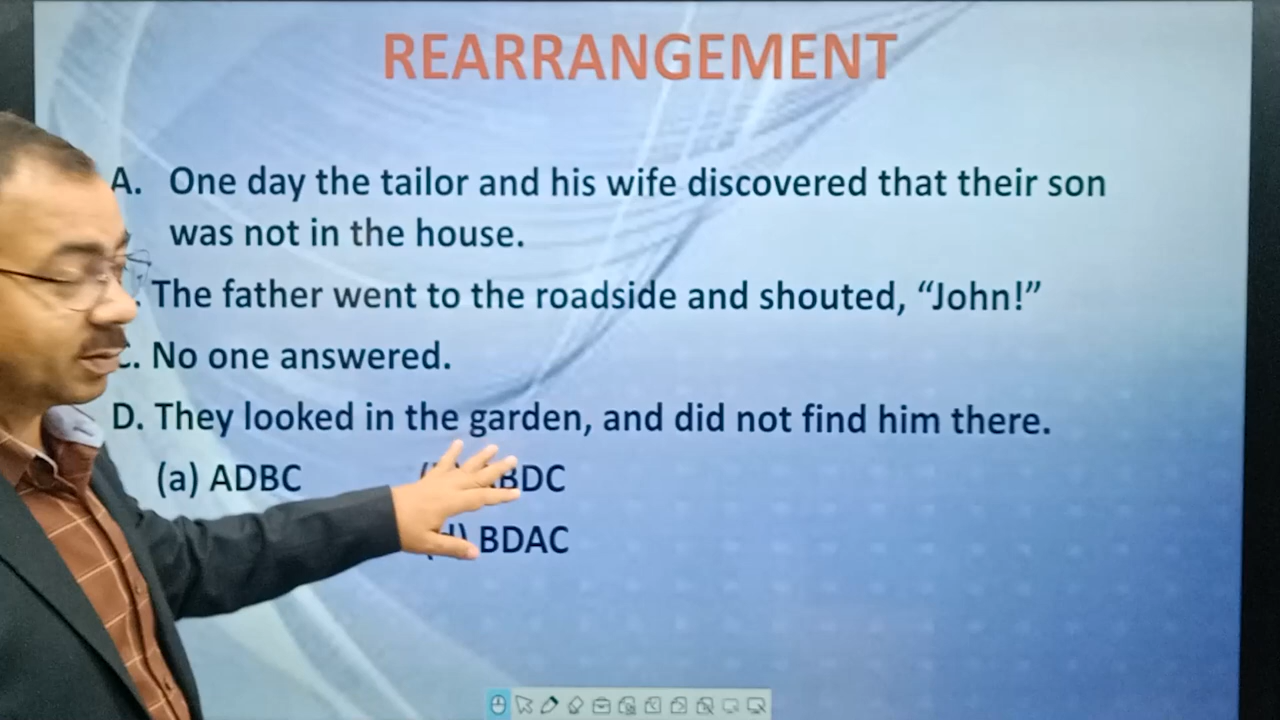 REARRANGEMENT
A. One day the tailor and his wife discovered that their son
was not in the house.
The father went to the roadside and shouted, “John!”
C. No one answered.
D. They looked in the garden, and did not find him there.
(a) ADBC BDC
(d) BDAC